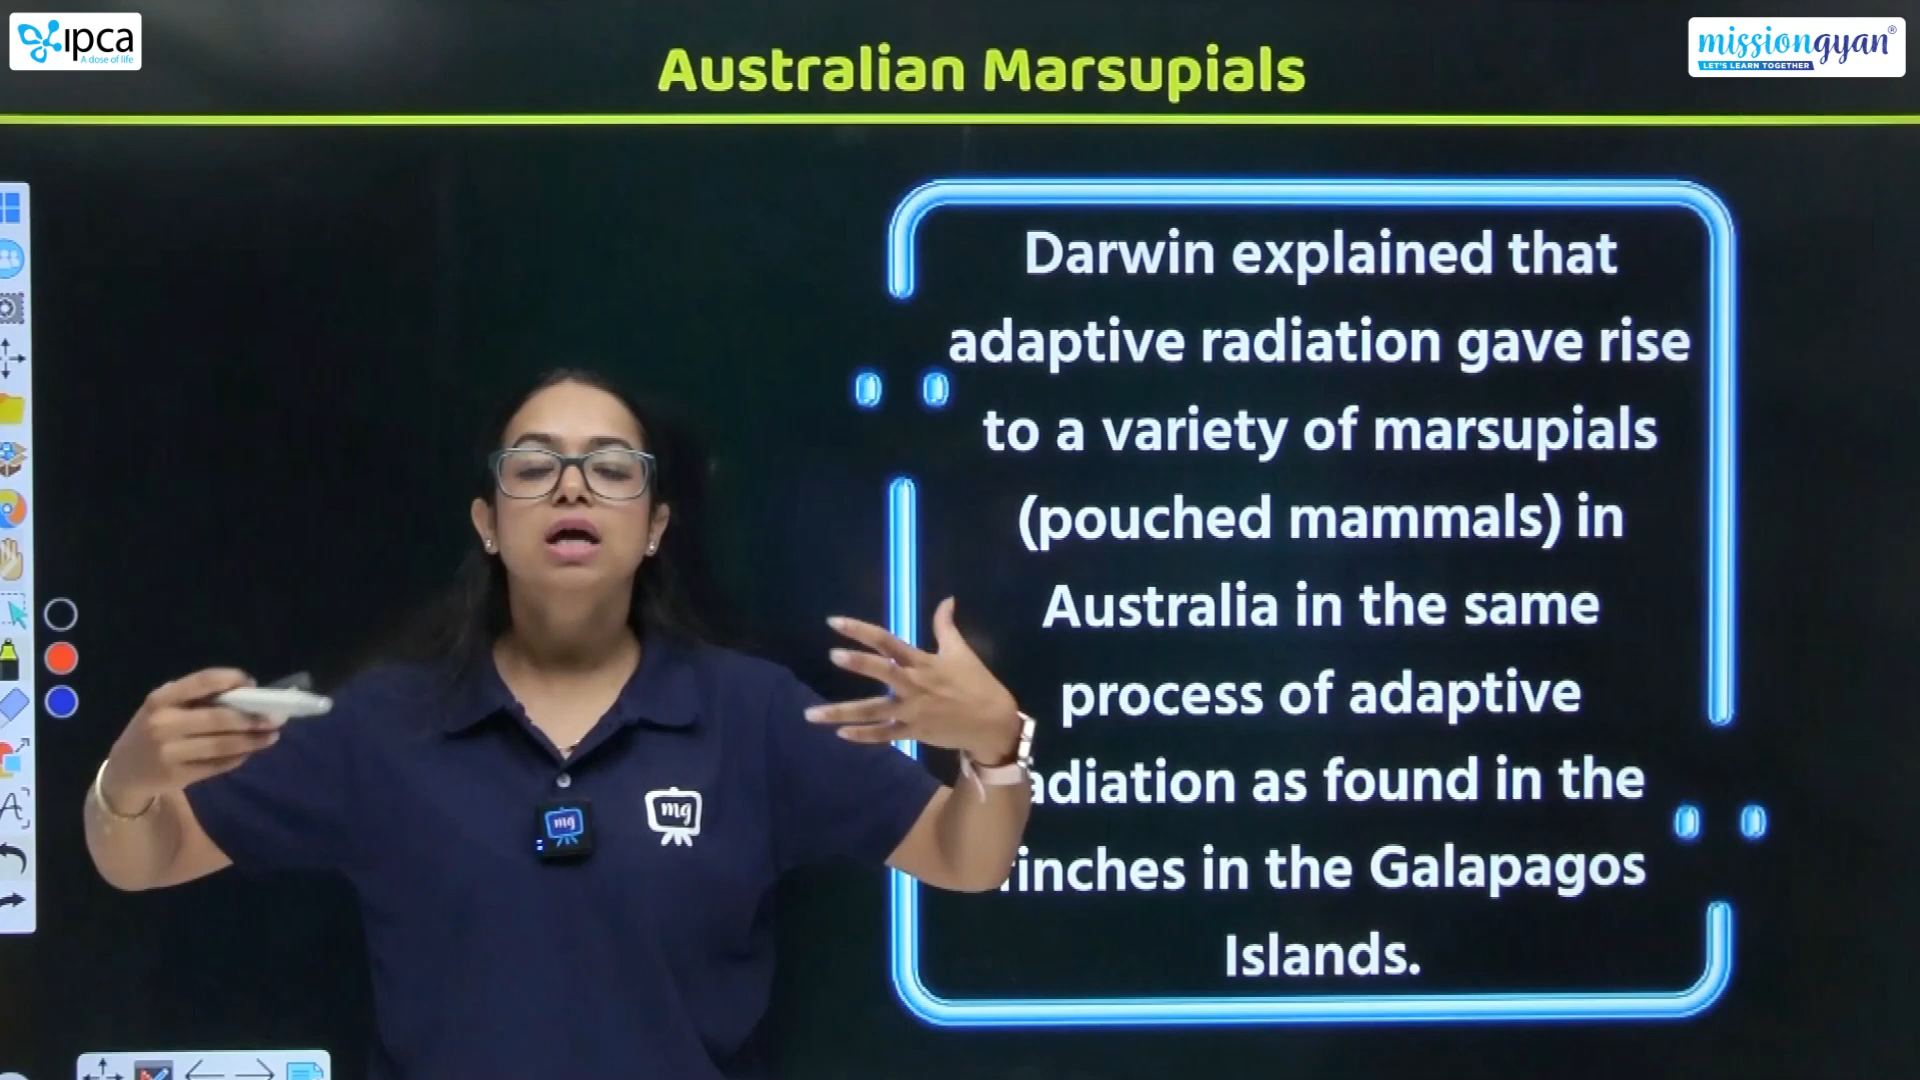 ipca
A dose of life
Australian Marsupials
missiongyan®
LET'S LEARN TOGETHER
Darwin explained that
adaptive radiation gave rise
to a variety of marsupials
(pouched mammals) in
Australia in the same
process of adaptive
adiation as found in the
inches in the Galapagos
Islands.
mg
mg
A